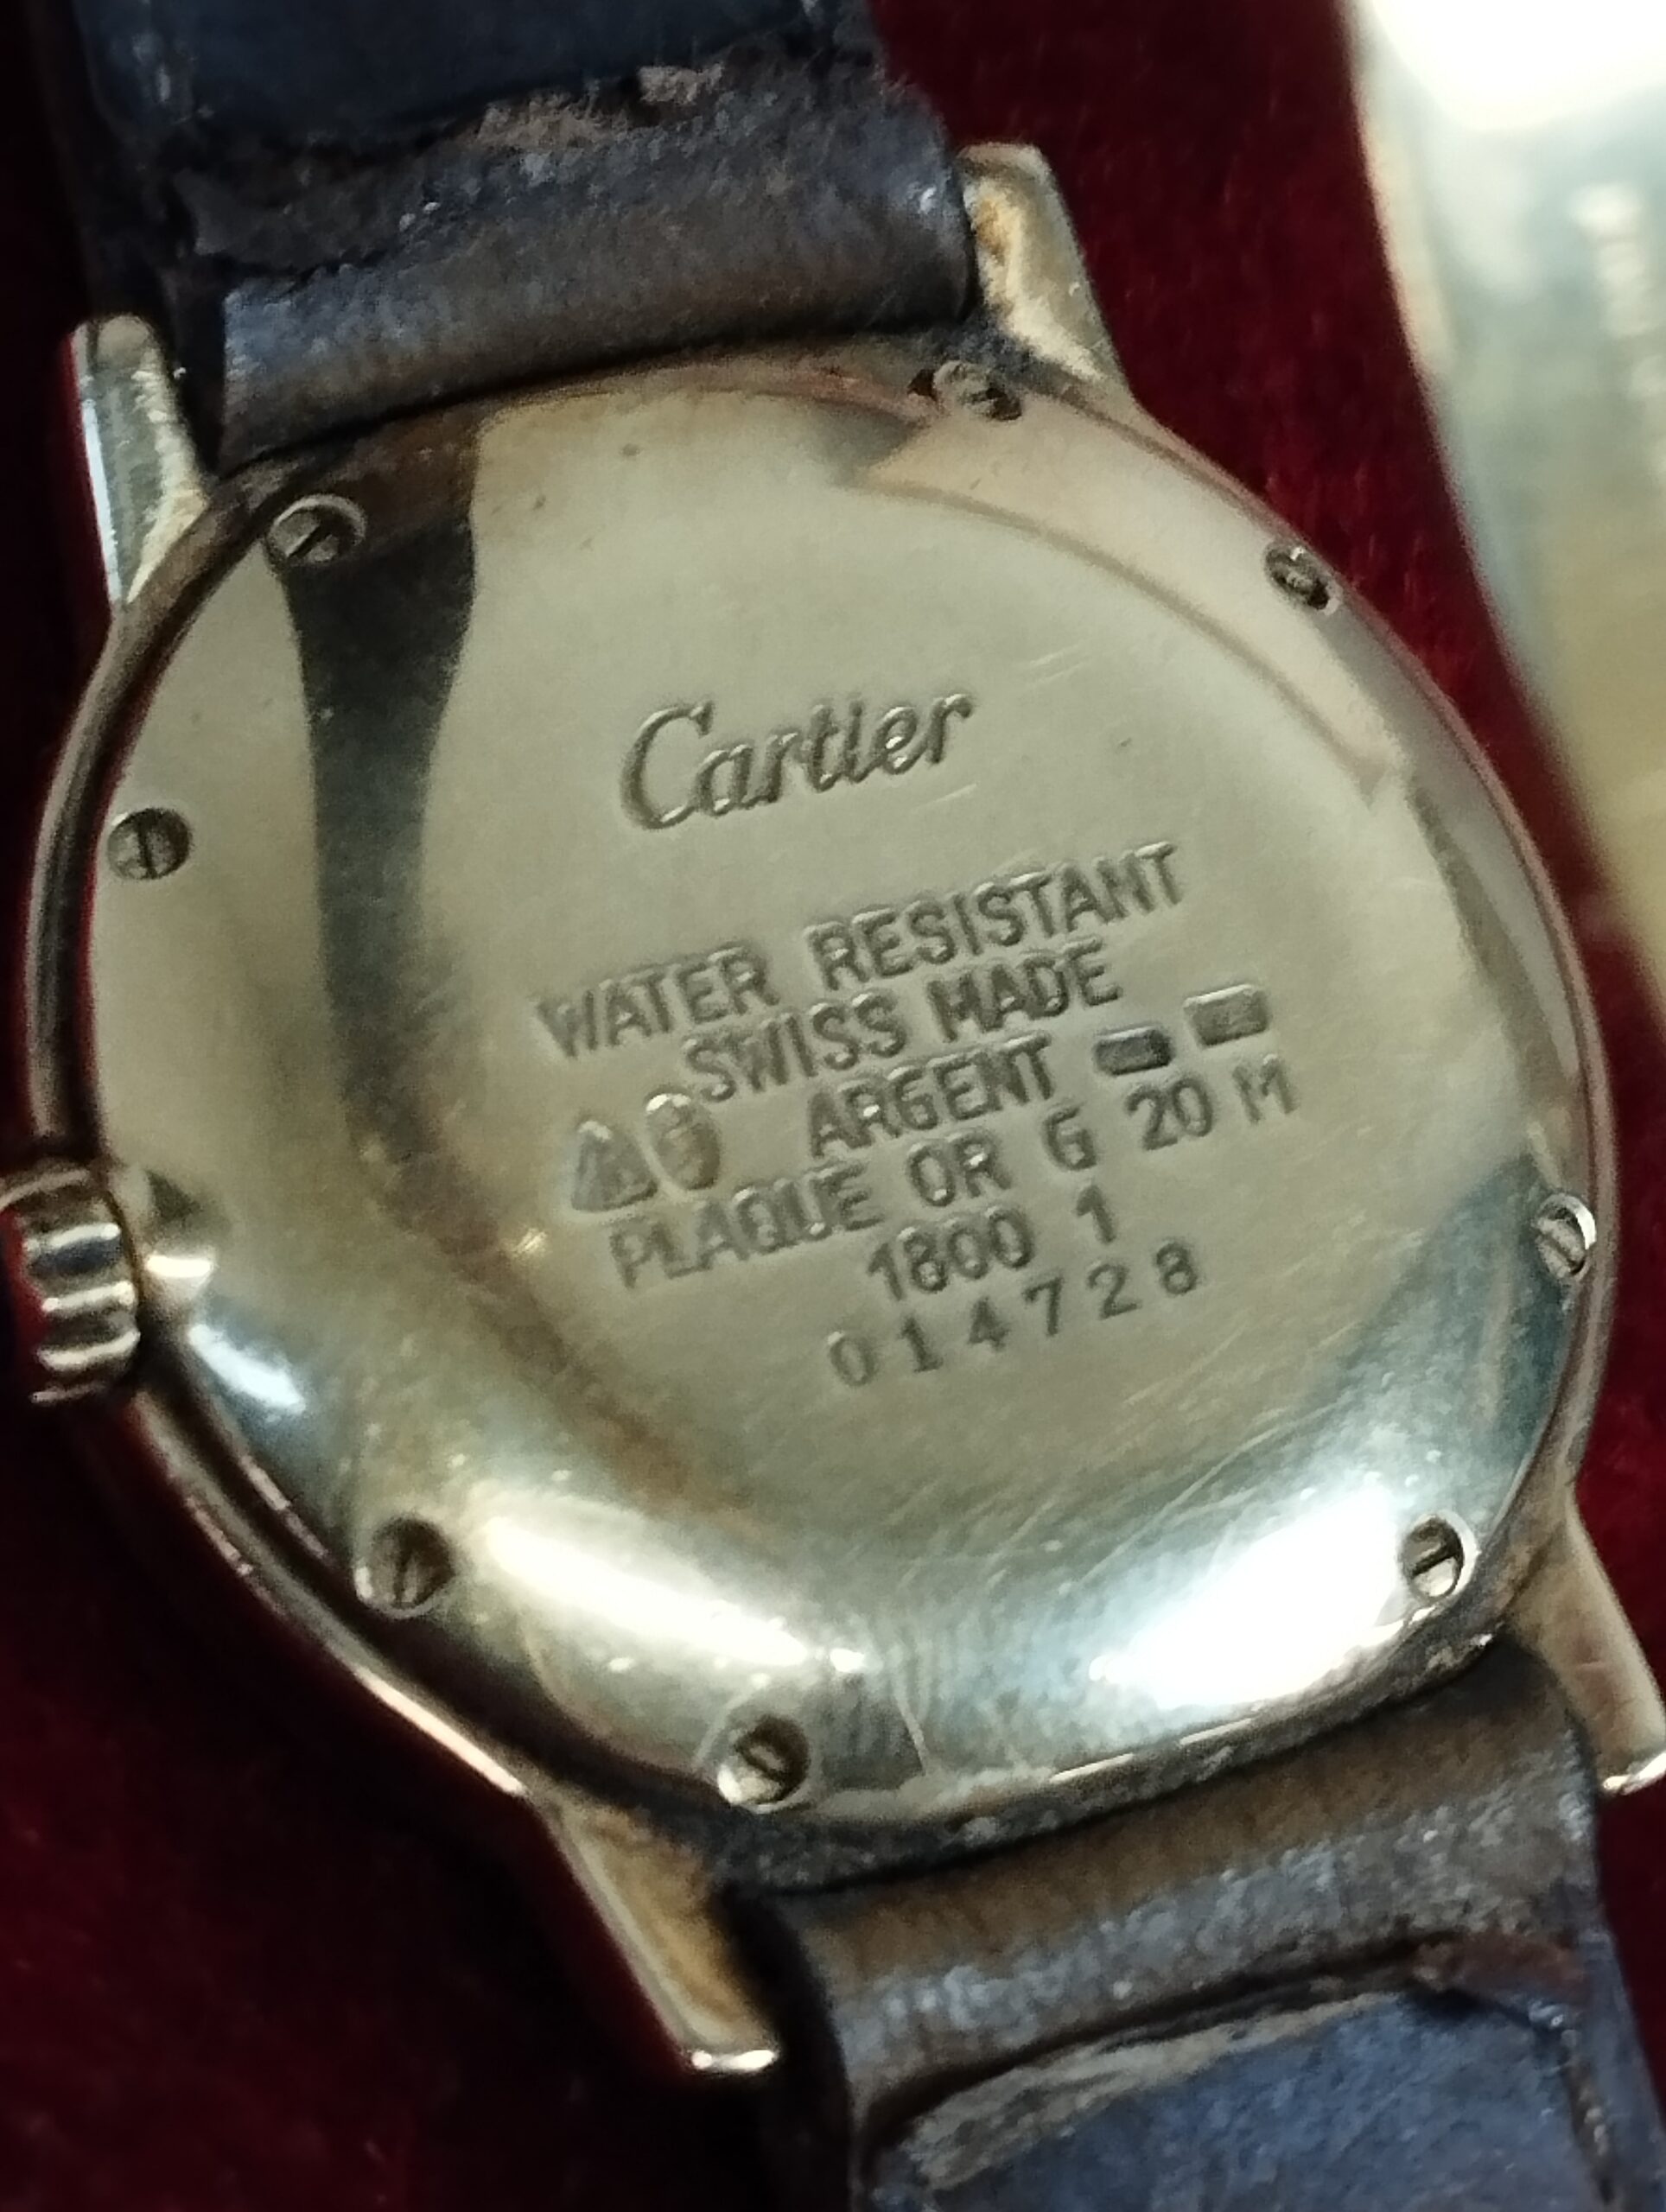 Cartier
WATER RESISTANT
SWISS MADE
ARGENT
PLAQUE OR G 20 M
1800 1
014728